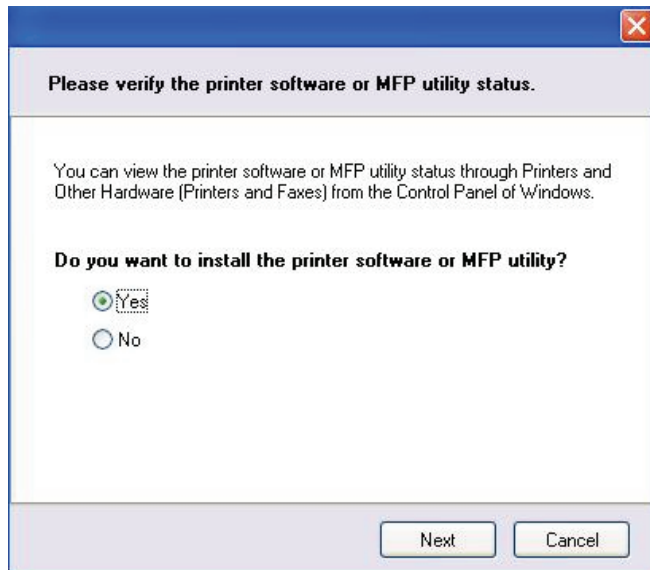 Please verify the printer software or MFP utility status.
You can view the printer software or MFP utility status through Printers and
Other Hardware (Printers and Faxes) from the Control Panel of Windows.
Do you want to install the printer software or MFP utility?
Yes
No
Next
Cancel